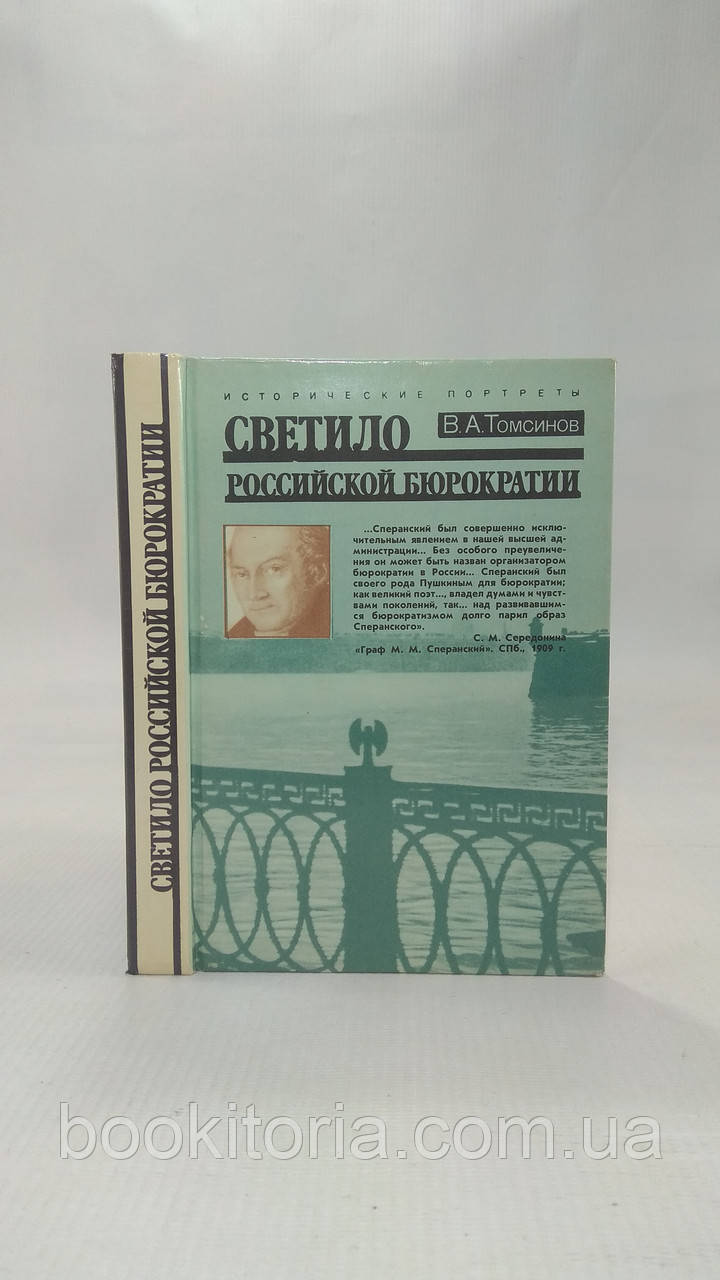 СВЕТИЛО РОССИЙСКОЙ БЮРОКРАТИИ
ИСТОРИЧЕСКИЕ ПОРТРЕТЫ
СВЕТИЛО
В.А.Томсинов
РОССИЙСКОЙ БЮРОКРАТИИ
...Сперанский был совершенно исклю-
чительным явлением в нашей высшей ад-
министрации... Без особого преувеличе-
ния он может быть назван организатором
бюрократии в России... Сперанский был
своего рода Пушкиным для бюрократии;
как великий поэт..., владел думами и чувст-
вами поколений, так... над развивавшим-
ся бюрократизмом долго парил образ
Сперанского».
С. М. Середонина
«Граф М. М. Сперанский». СПб., 1909 г.
bookitoria.com.ua